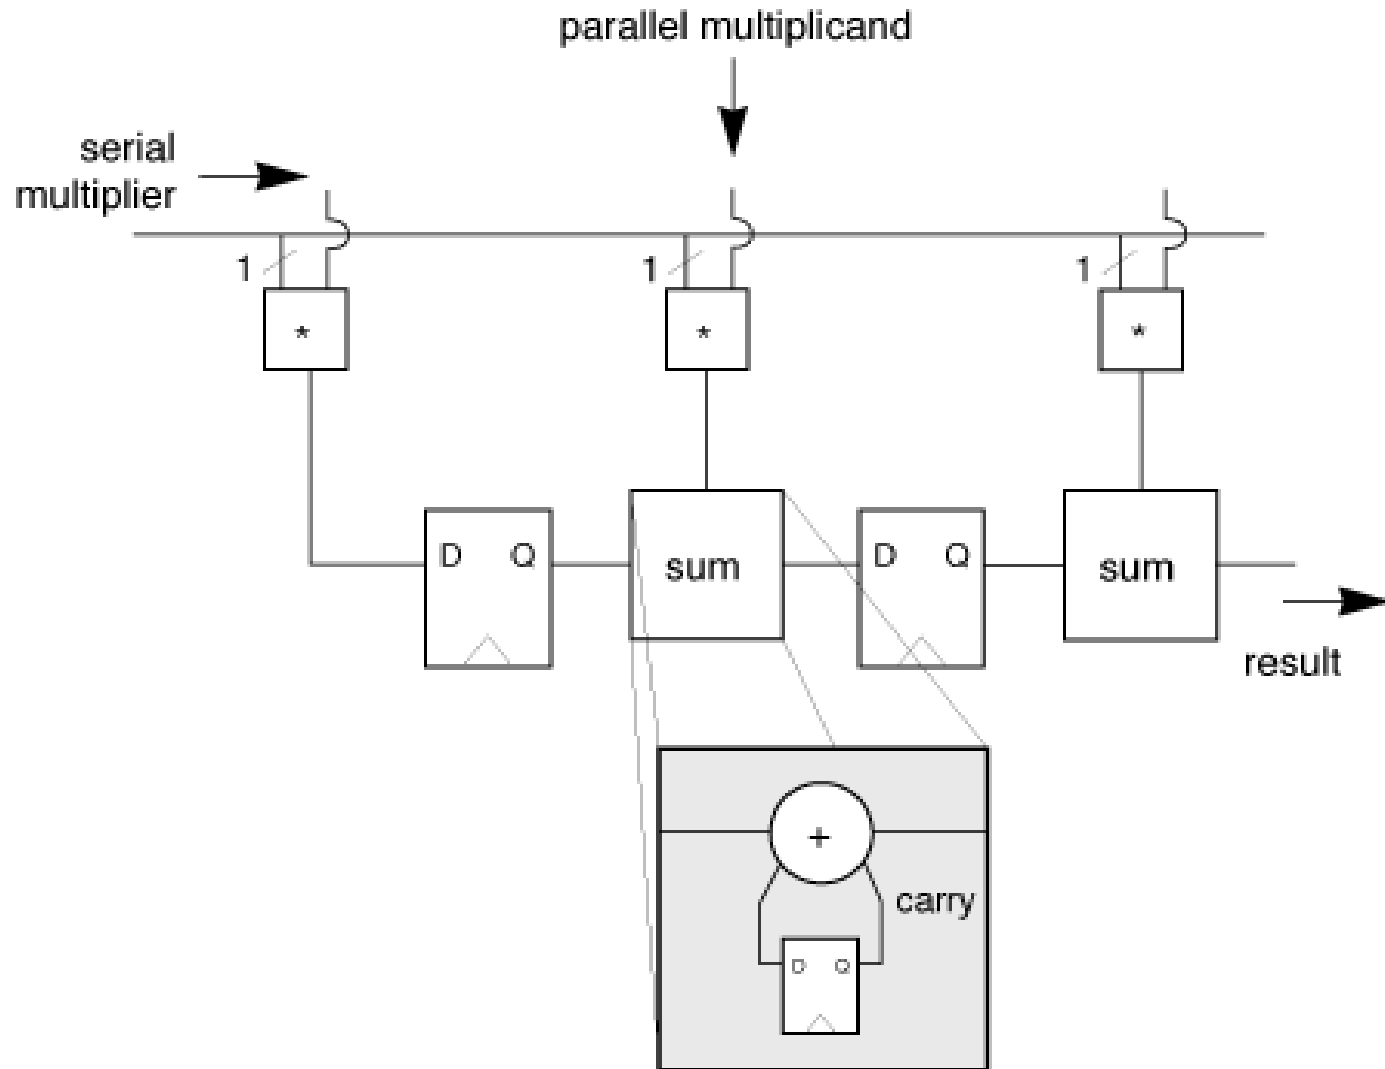 parallel multiplicand
serial
multiplier
1
1
1
*
*
*
D Q
sum
D Q
sum
result
+
carry
D Q